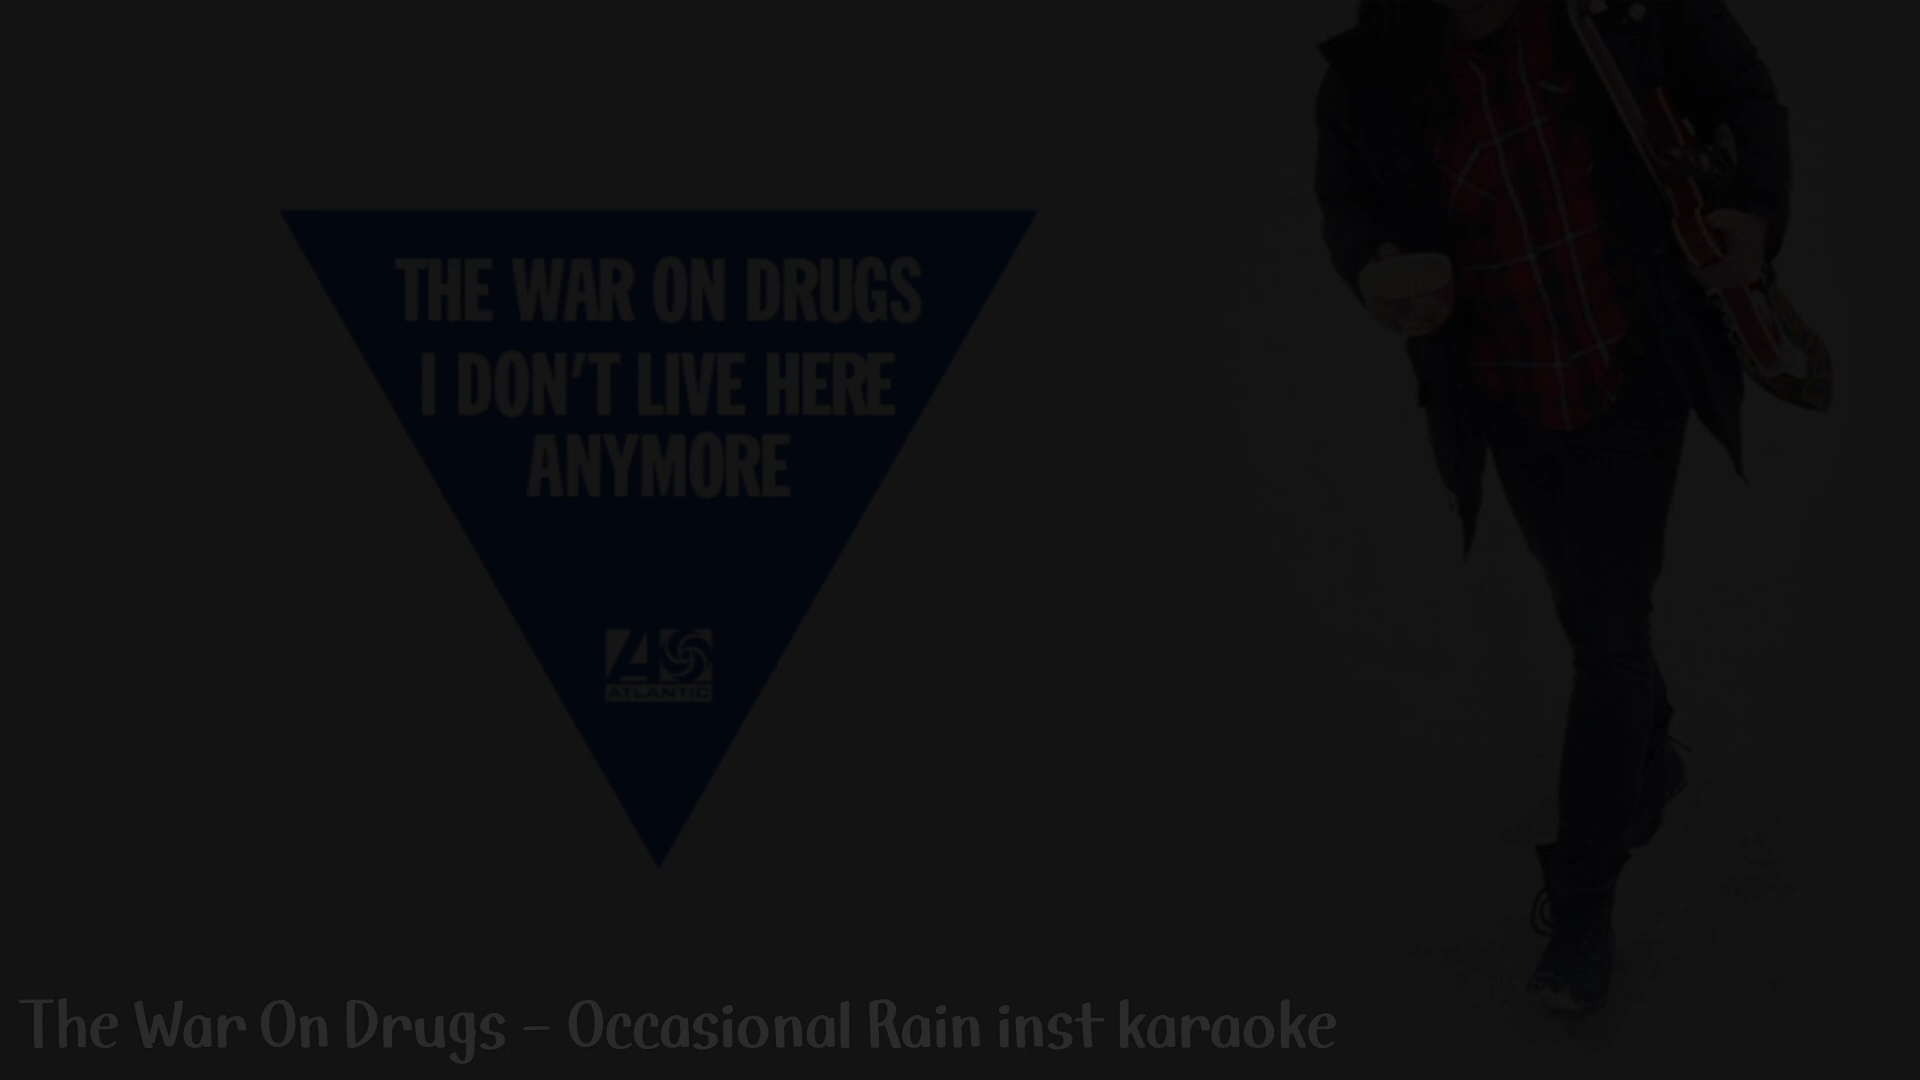 THE WAR ON DRUGS
I DON'T LIVE HERE
ANYMORE
ATLANTIC
The War On Drugs – Occasional Rain inst karaoke